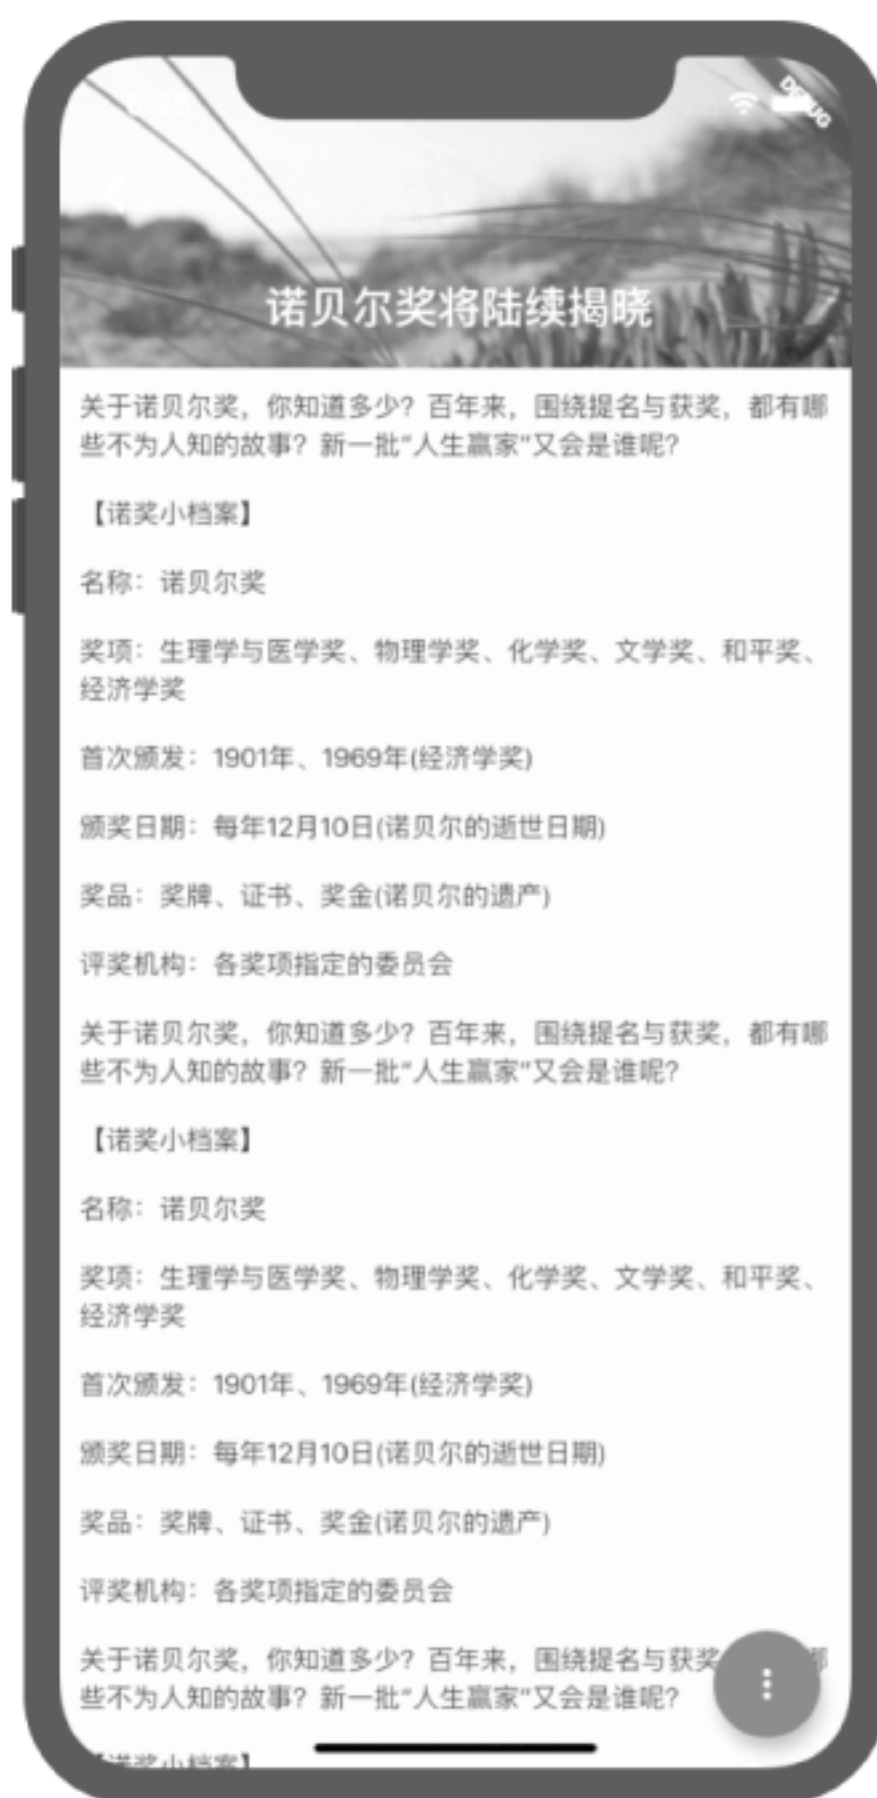 DEBUG
诺贝尔奖将陆续揭晓
关于诺贝尔奖，你知道多少？百年来，围绕提名与获奖，都有哪
些不为人知的故事？新一批“人生赢家”又会是谁呢？
【诺奖小档案】
名称：诺贝尔奖
奖项：生理学与医学奖、物理学奖、化学奖、文学奖、和平奖、
经济学奖
首次颁发：1901年、1969年(经济学奖)
颁奖日期：每年12月10日(诺贝尔的逝世日期)
奖品：奖牌、证书、奖金(诺贝尔的遗产)
评奖机构：各奖项指定的委员会
关于诺贝尔奖，你知道多少？百年来，围绕提名与获奖，都有哪
些不为人知的故事？新一批“人生赢家”又会是谁呢？
【诺奖小档案】
名称：诺贝尔奖
奖项：生理学与医学奖、物理学奖、化学奖、文学奖、和平奖、
经济学奖
首次颁发：1901年、1969年(经济学奖)
颁奖日期：每年12月10日(诺贝尔的逝世日期)
奖品：奖牌、证书、奖金(诺贝尔的遗产)
评奖机构：各奖项指定的委员会
关于诺贝尔奖，你知道多少？百年来，围绕提名与获奖 哪
些不为人知的故事？新一批“人生赢家”又会是谁呢？
【诺奖小档案】